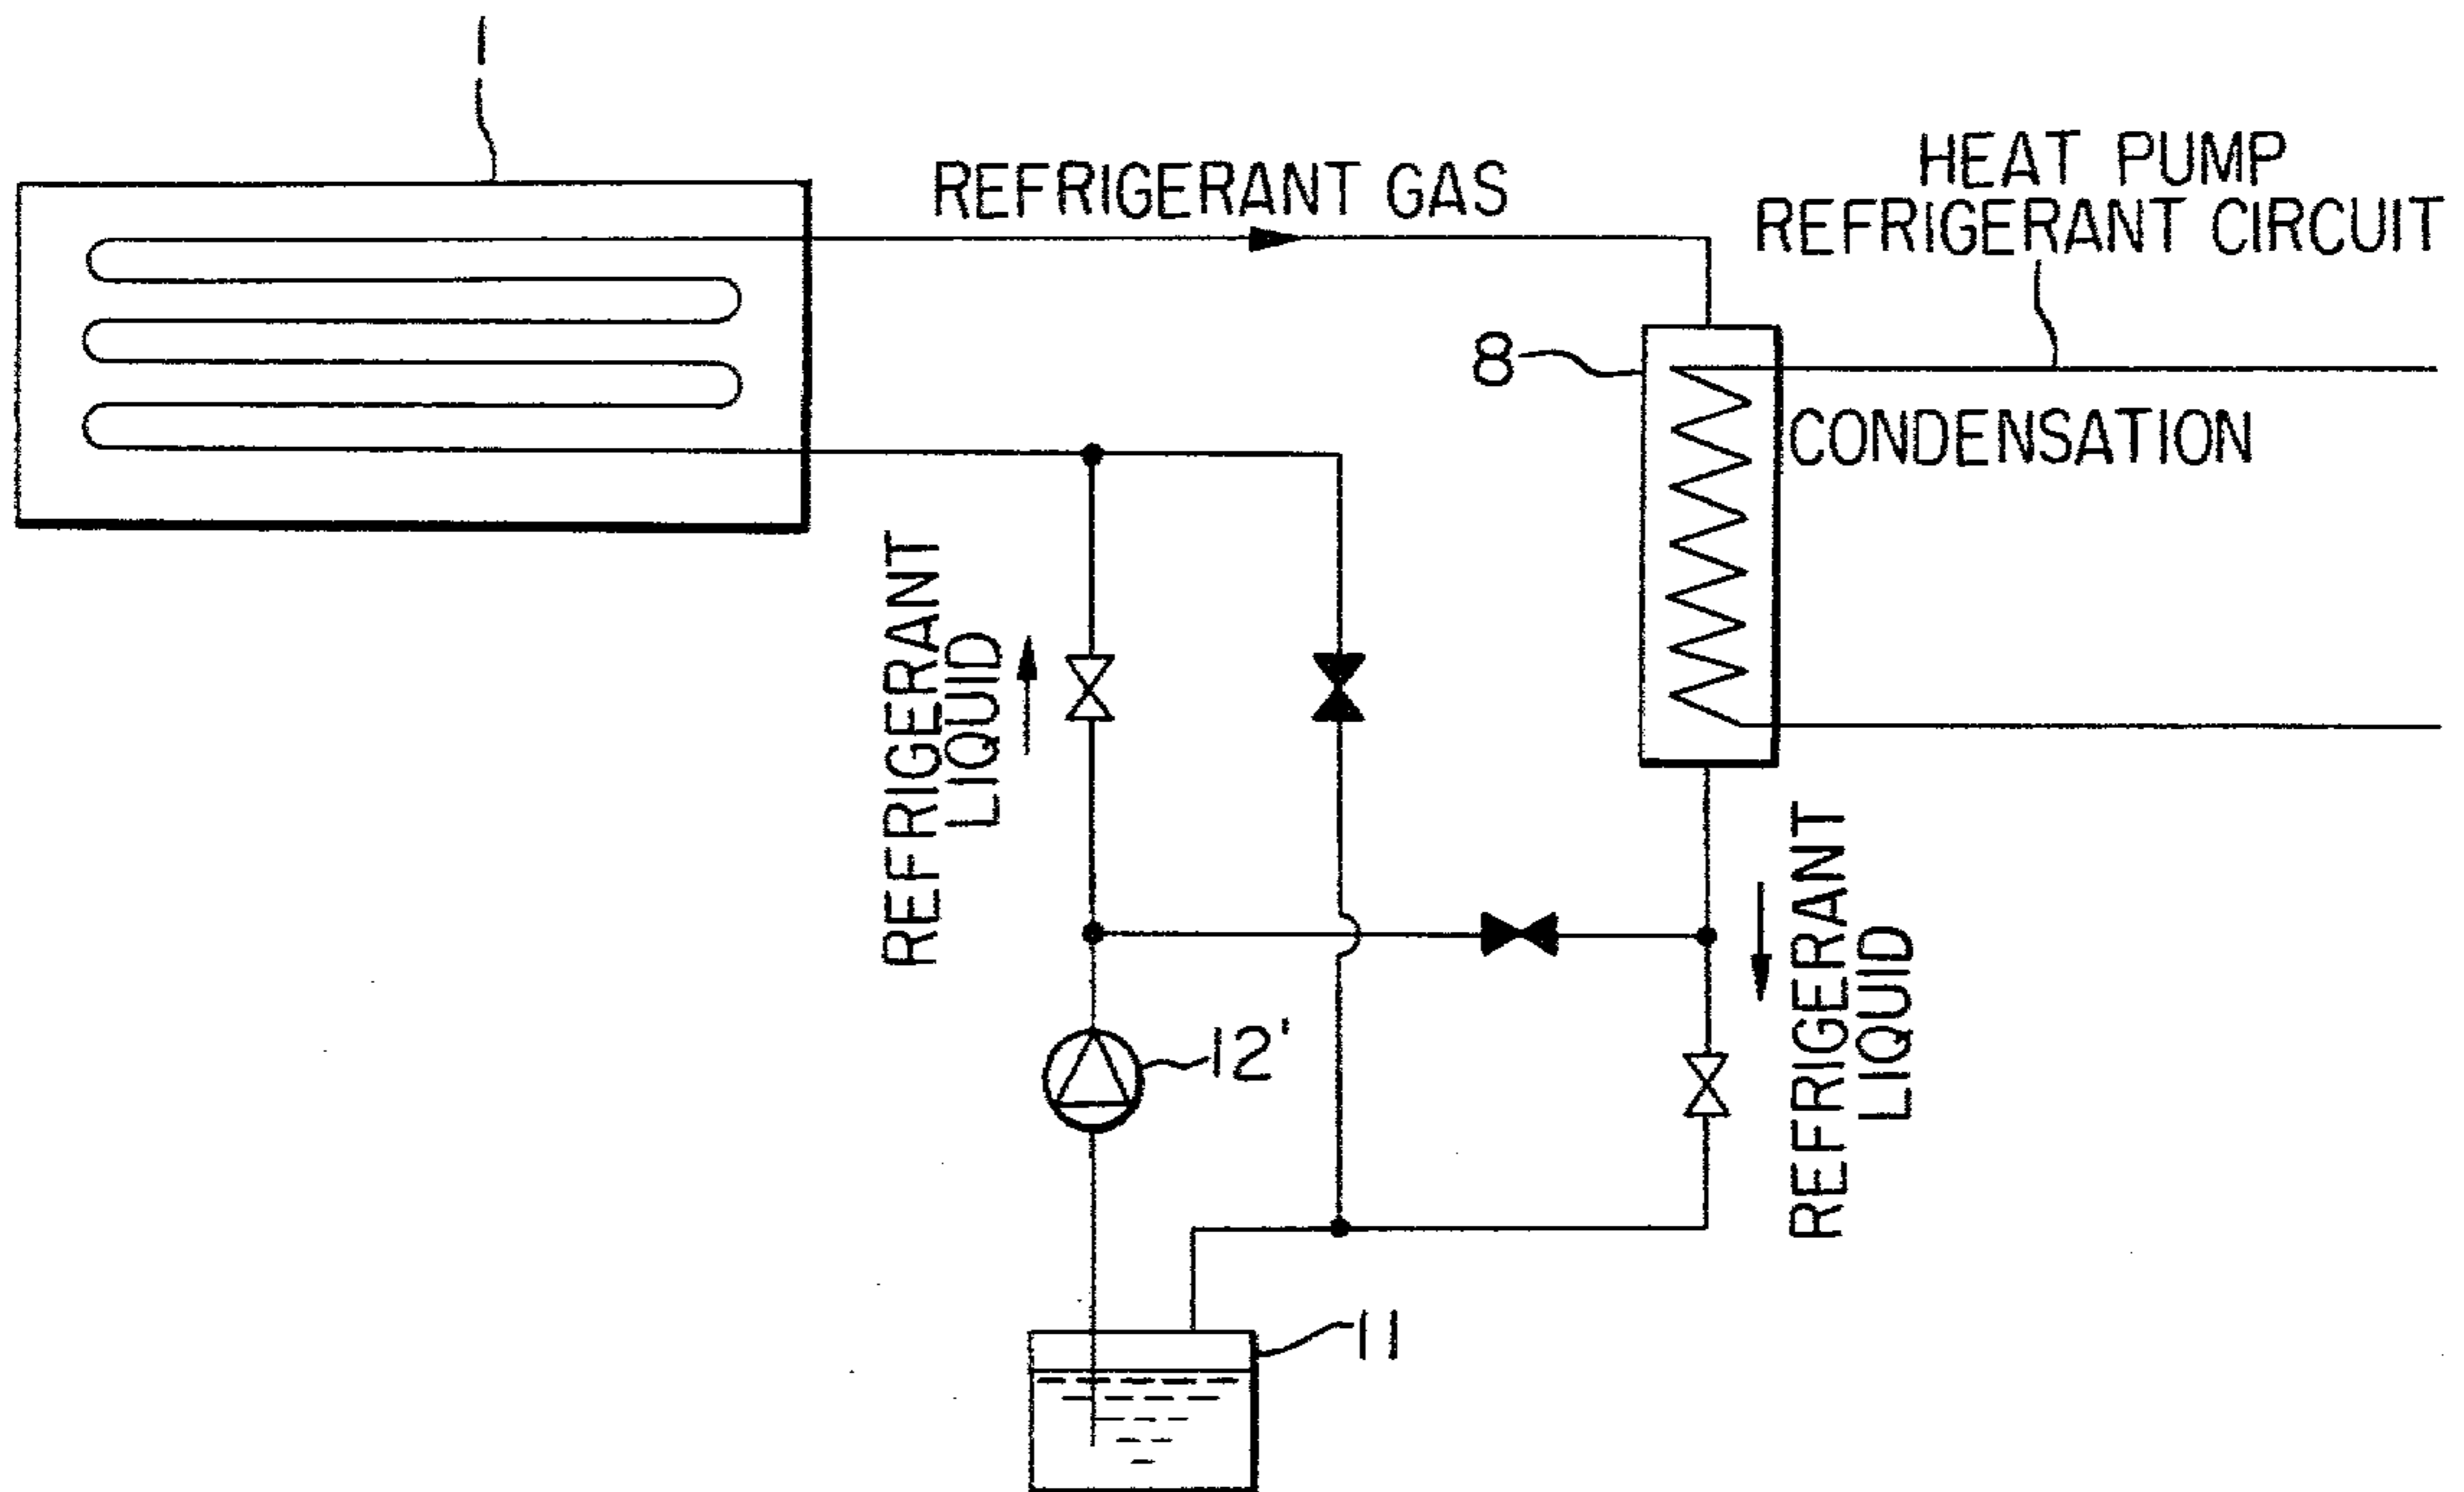 1
REFRIGERANT GAS
HEAT PUMP
REFRIGERANT CIRCUIT
8
CONDENSATION
REFRIGERANT
LIQUID
REFRIGERANT
LIQUID
12'
11